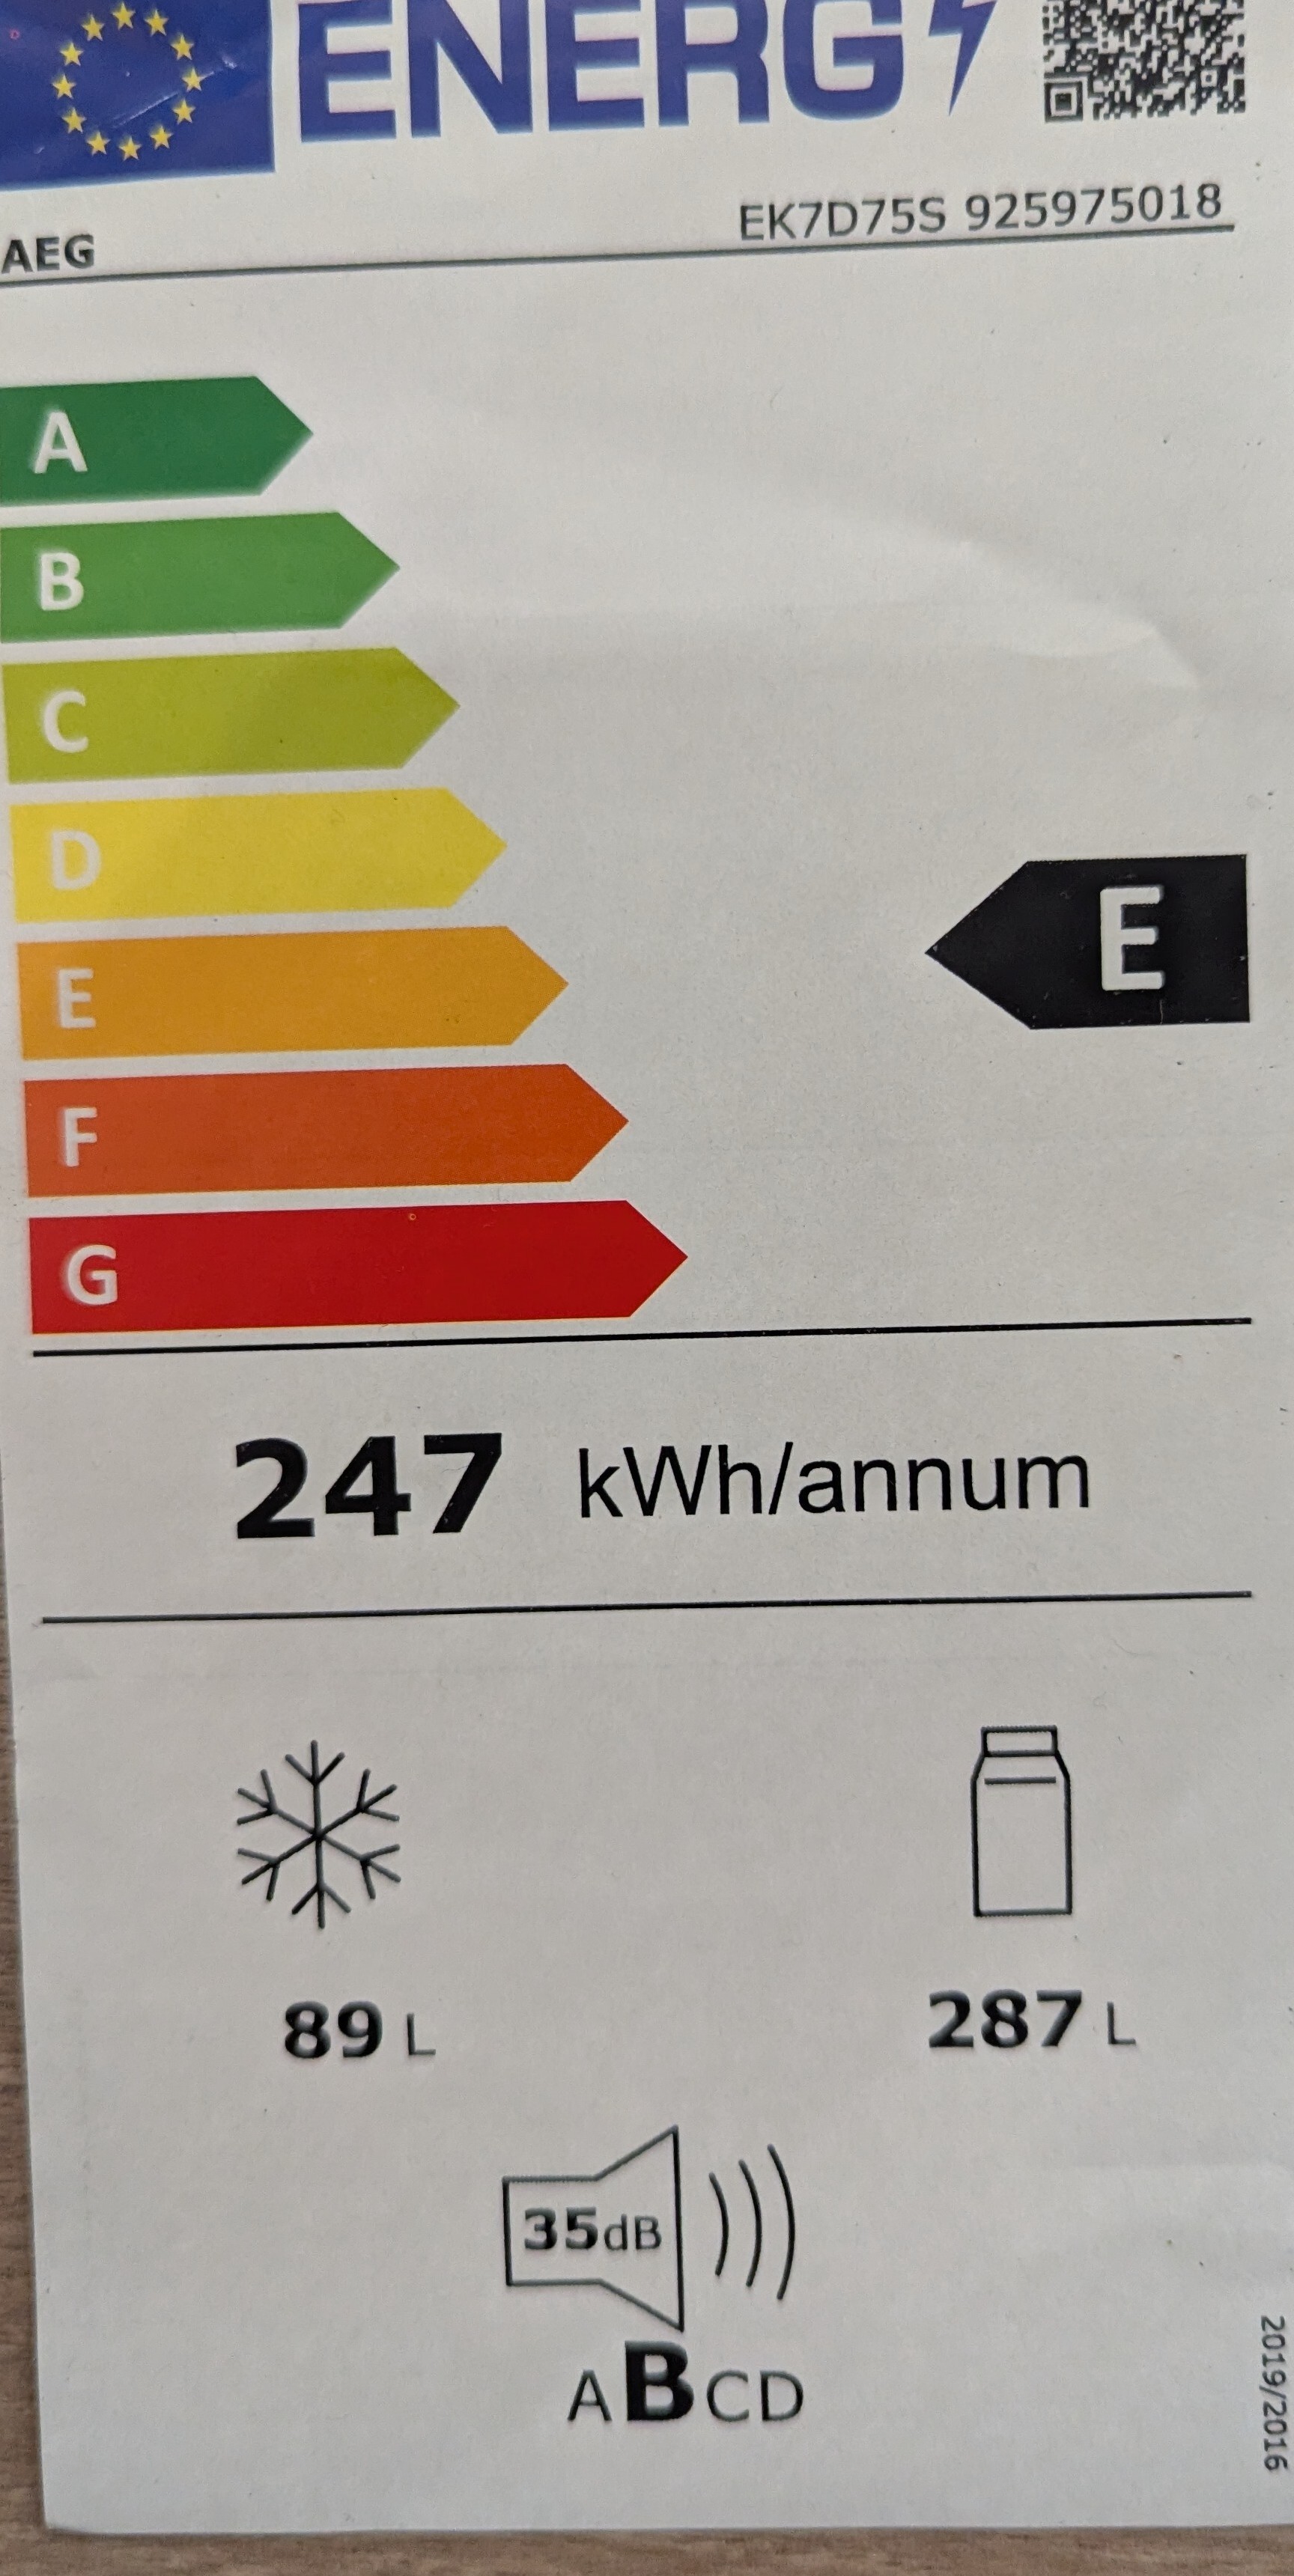 ENERG
EK7D75S 925975018
AEG
A
B
C
D
E
E
F
G
247 kWh/annum
89 L
287 L
35dB
ABCD
2019/2016